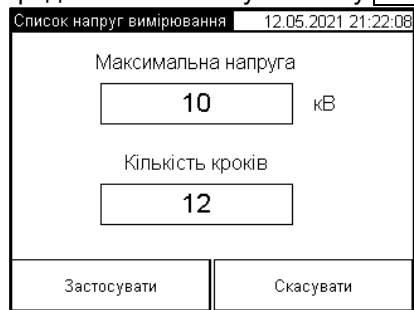 Список напруг вимірювання 12.05.2021 21:22:08
Максимальна напруга
10 кВ
Кількість кроків
12
Застосувати Скасувати